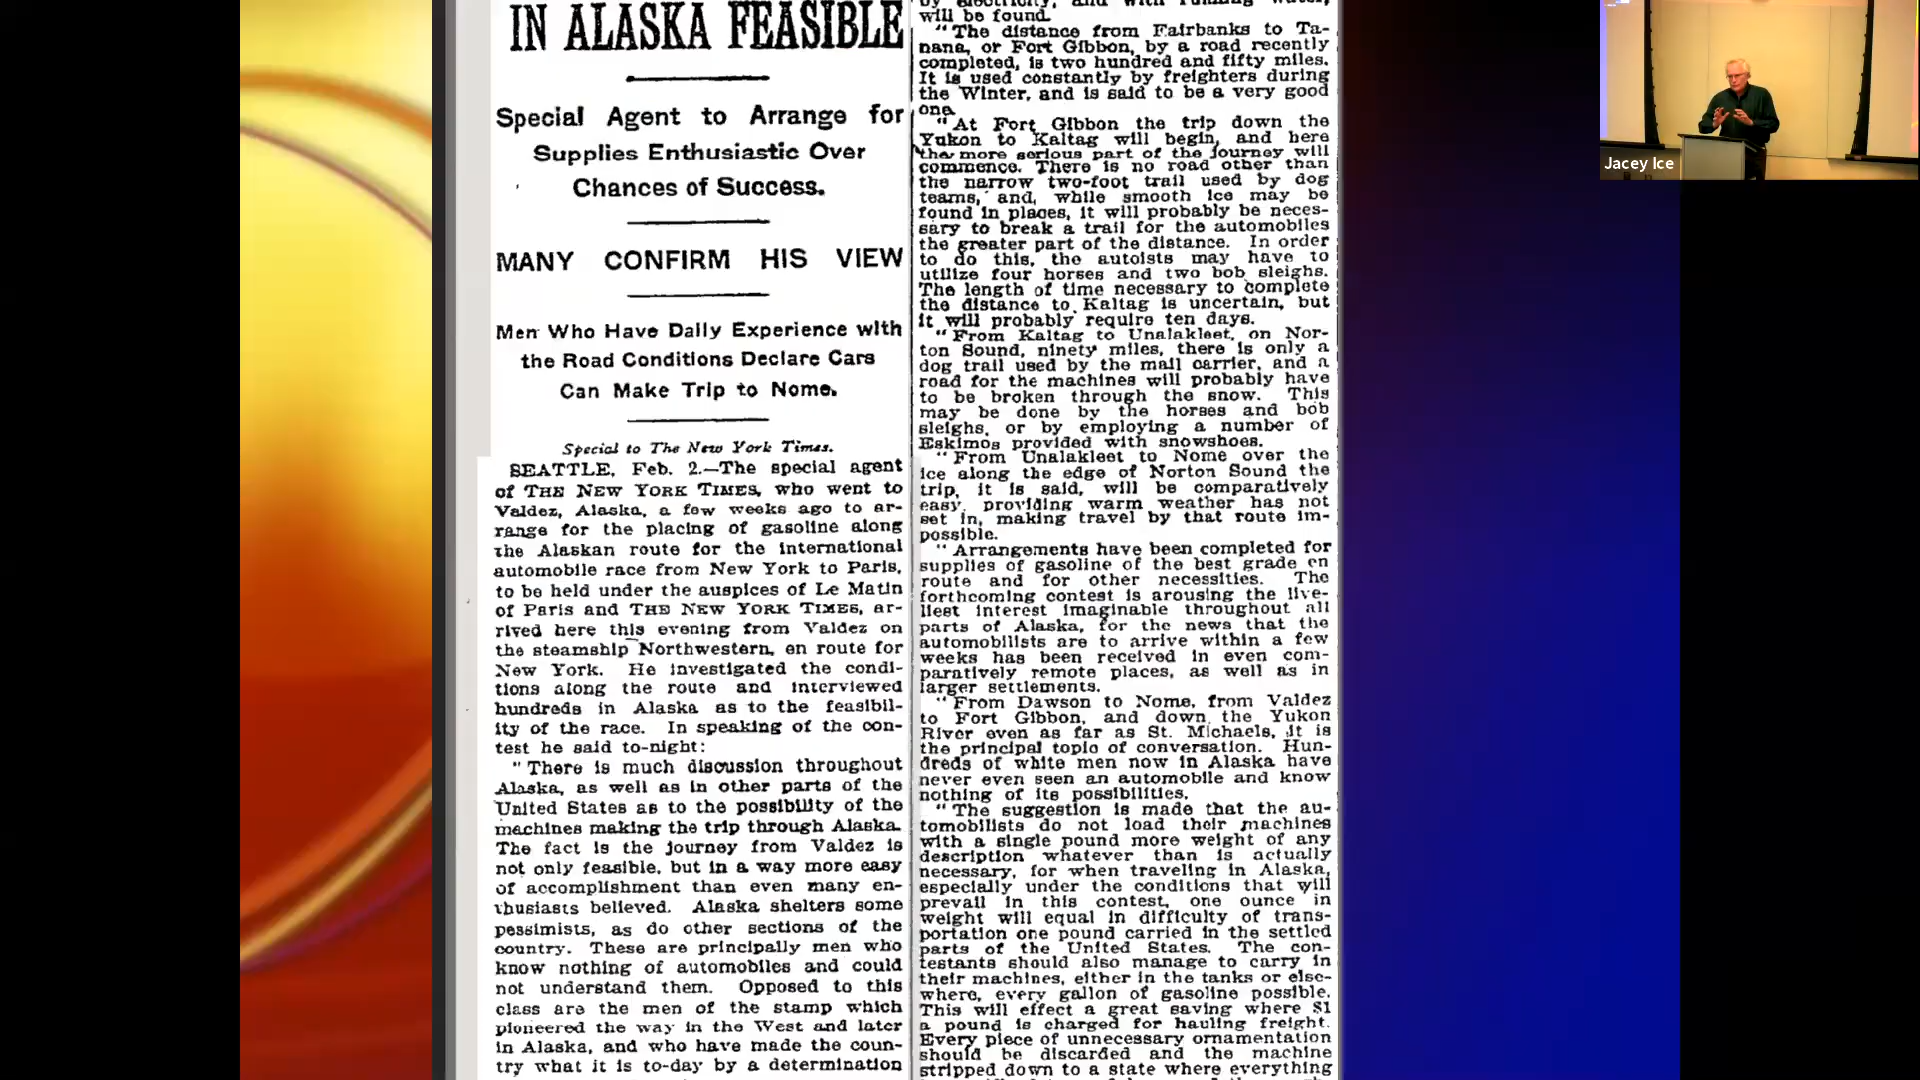 IN ALASKA FEASIBLE
Special Agent to Arrange for
Supplies Enthusiastic Over
Chances of Success.
MANY CONFIRM HIS VIEW
Men Who Have Daily Experience with
the Road Conditions Declare Cars
Can Make Trip to Nome.
Special to The New York Times.
SEATTLE, Feb. 2.—The special agent
of THE NEW YORK TIMES, who went to
Valdez, Alaska, a few weeks ago to ar-
range for the placing of gasoline along
the Alaskan route for the international
automobile race from New York to Paris,
to be held under the auspices of Le Matin
of Paris and THE NEW YORK TIMES, ar-
rived here this evening from Valdez on
the steamship Northwestern, en route for
New York. He investigated the condi-
tions along the route and interviewed
hundreds in Alaska as to the feasibil-
ity of the race. In speaking of the con-
test he said to-night:
"There is much discussion throughout
Alaska, as well as in other parts of the
United States as to the possibility of the
machines making the trip through Alaska.
The fact is the journey from Valdez is
not only feasible, but in a way more easy
of accomplishment than even many en-
thusiasts believed. Alaska shelters some
pessimists, as do other sections of the
country. These are principally men who
know nothing of automobiles and could
not understand them. Opposed to this
class are the men of the stamp which
pioneered the way in the West and later
in Alaska, and who have made the coun-
try what it is to-day by a determination
by electricity, and with running water,
will be found.
"The distance from Fairbanks to Ta-
nana, or Fort Gibbon, by a road recently
completed, is two hundred and fifty miles.
It is used constantly by freighters during
the Winter, and is said to be a very good
one.
"At Fort Gibbon the trip down the
Yukon to Kaltag will begin, and here
the more serious part of the journey will
commence. There is no road other than
the narrow two-foot trail used by dog
teams, and, while smooth ice may be
found in places, it will probably be neces-
sary to break a trail for the automobiles
the greater part of the distance. In order
to do this, the autoists may have to
utilize four horses and two bob sleighs.
The length of time necessary to complete
the distance to Kaltag is uncertain, but
it will probably require ten days.
"From Kaltag to Unalakleet, on Nor-
ton Sound, ninety miles, there is only a
dog trail used by the mail carrier, and a
road for the machines will probably have
to be broken through the snow. This
may be done by the horses and bob
sleighs, or by employing a number of
Eskimos provided with snowshoes.
"From Unalakleet to Nome over the
ice along the edge of Norton Sound the
trip, it is said, will be comparatively
easy, providing warm weather has not
set in, making travel by that route im-
possible.
"Arrangements have been completed for
supplies of gasoline of the best grade en
route and for other necessities. The
forthcoming contest is arousing the live-
liest interest imaginable throughout all
parts of Alaska, for the news that the
automobilists are to arrive within a few
weeks has been received in even com-
paratively remote places, as well as in
larger settlements.
"From Dawson to Nome, from Valdez
to Fort Gibbon, and down the Yukon
River even as far as St. Michaels, it is
the principal topic of conversation. Hun-
dreds of white men now in Alaska have
never even seen an automobile and know
nothing of its possibilities.
"The suggestion is made that the au-
tomobilists do not load their machines
with a single pound more weight of any
description whatever than is actually
necessary, for when traveling in Alaska,
especially under the conditions that will
prevail in this contest, one ounce in
weight will equal in difficulty of trans-
portation one pound carried in the settled
parts of the United States. The con-
testants should also manage to carry in
their machines, either in the tanks or else-
where, every gallon of gasoline possible.
This will effect a great saving where $1
a pound is charged for hauling freight.
Every piece of unnecessary ornamentation
should be discarded and the machine
stripped down to a state where everything
Jacey Ice